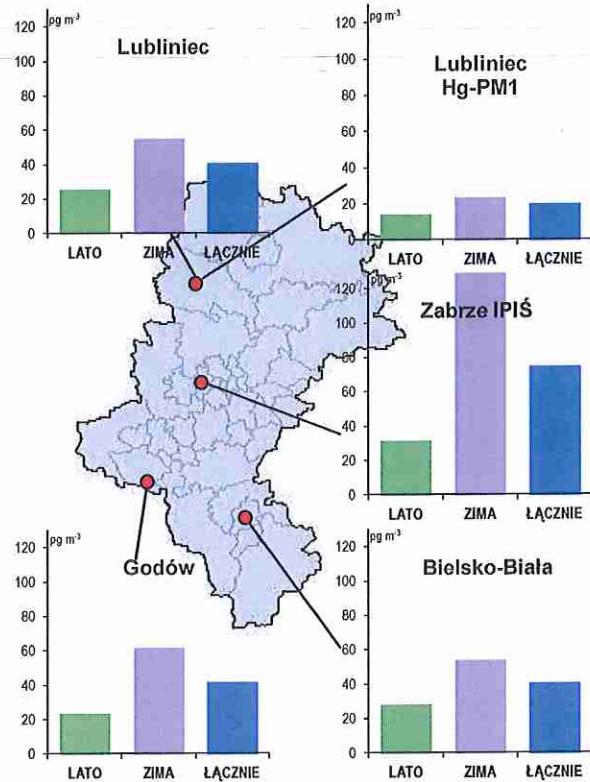 pg m-3
120
100
80
60
40
20
0
Lubliniec
LATO ZIMA ŁĄCZNIE
pg m-3
120
100
80
60
40
20
0
Lubliniec
Hg-PM1
LATO ZIMA ŁĄCZNIE
pg m-3
120
100
80
60
40
20
0
Zabrze IPIŚ
LATO ZIMA ŁĄCZNIE
pg m-3
120
100
80
60
40
20
0
Godów
LATO ZIMA ŁĄCZNIE
pg m-3
120
100
80
60
40
20
0
Bielsko-Biała
LATO ZIMA ŁĄCZNIE